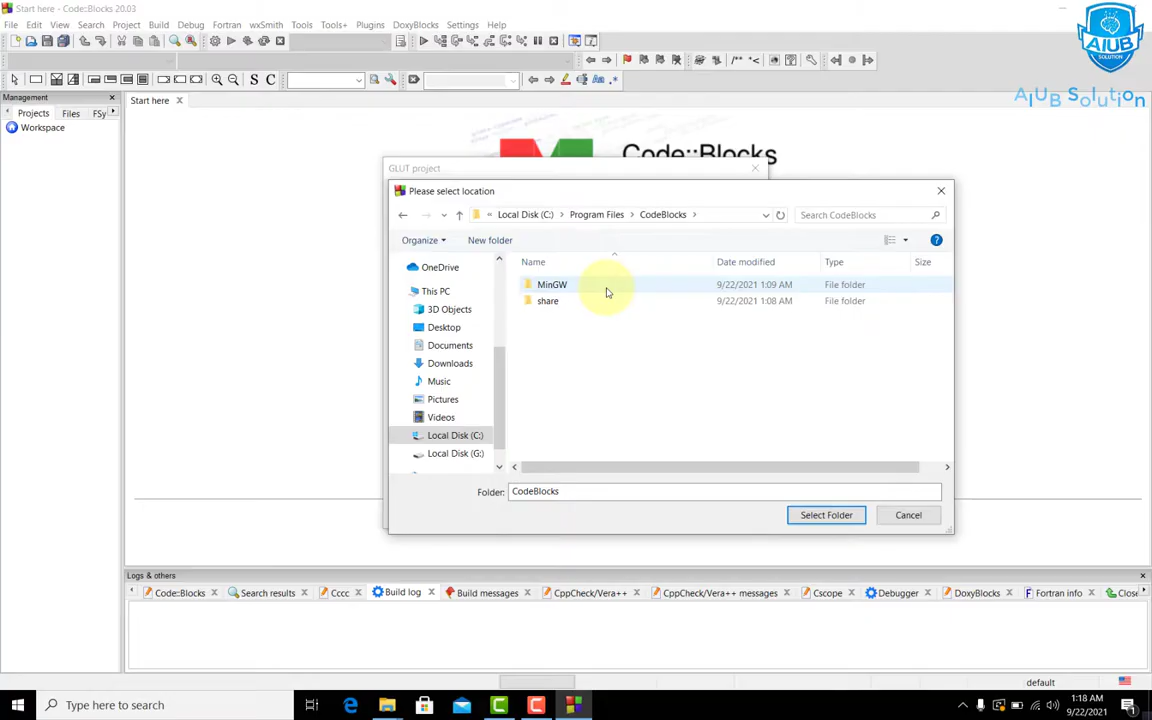 Start here - Code::Blocks 20.03
File Edit View Search Project Build Debug Fortran wxSmith Tools Tools+ Plugins DoxyBlocks Settings Help
AIUB
SOLUTION
AIUB Solution
Management
Start here
Projects Files FSy
Workspace
Code::Blocks
GLUT project
Please select location
« Local Disk (C:) > Program Files > CodeBlocks >
Search CodeBlocks
Organize New folder
Name Date modified Type Size
OneDrive
This PC
3D Objects
Desktop
Documents
Downloads
Music
Pictures
Videos
Local Disk (C:)
Local Disk (G:)
MinGW 9/22/2021 1:09 AM File folder
share 9/22/2021 1:08 AM File folder
Folder: CodeBlocks
Select Folder Cancel
Logs & others
Code::Blocks Search results Cccc Build log Build messages CppCheck/Vera++ CppCheck/Vera++ messages Cscope Debugger DoxyBlocks Fortran info Close
default
Type here to search
1:18 AM
9/22/2021